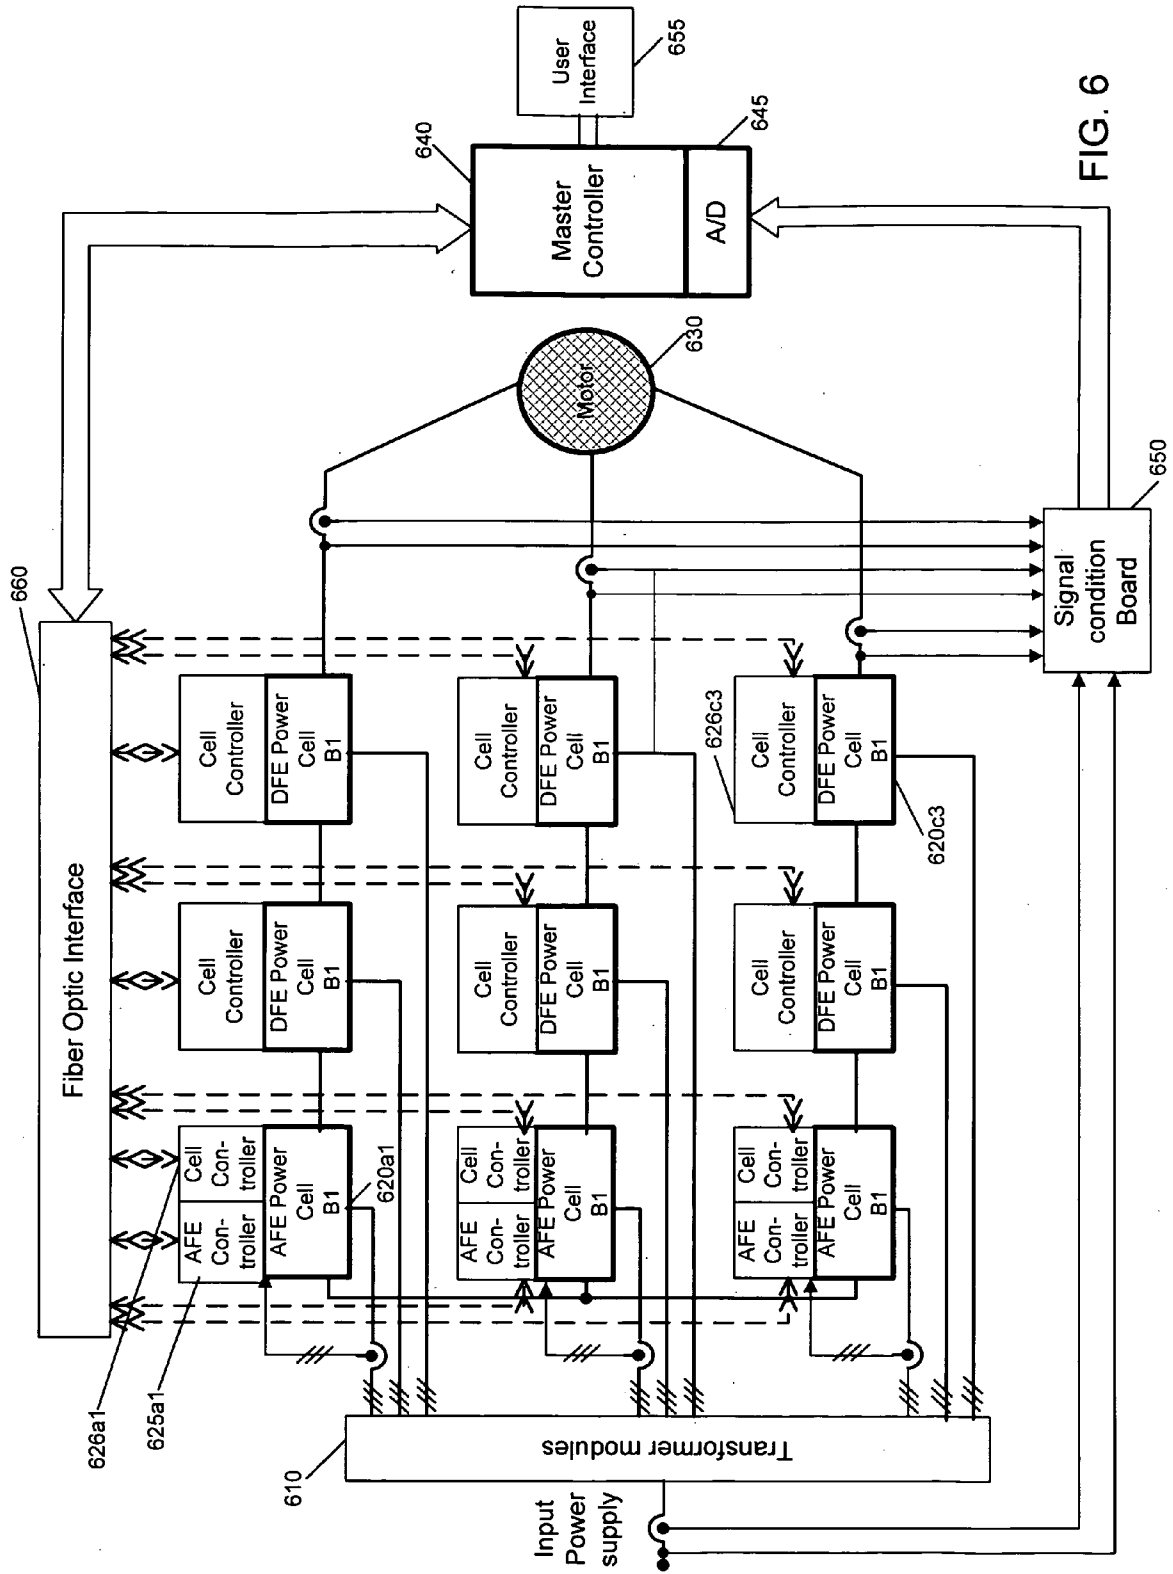 660
Fiber Optic Interface
626a1
625a1
AFE
Con-
troller
Cell
Con-
troller
AFE Power
Cell
B1
620a1
Cell
Controller
DFE Power
Cell
B1
Cell
Controller
DFE Power
Cell
B1
AFE
Con-
troller
Cell
Con-
troller
AFE Power
Cell
B1
Cell
Controller
DFE Power
Cell
B1
Cell
Controller
DFE Power
Cell
B1
AFE
Con-
troller
Cell
Con-
troller
AFE Power
Cell
B1
Cell
Controller
DFE Power
Cell
B1
626c3
Cell
Controller
DFE Power
Cell
B1
620c3
610
Transformer modules
Input
Power
supply
Motor
630
640
Master
Controller
A/D
645
User
Interface
655
650
Signal
condition
Board
FIG. 6